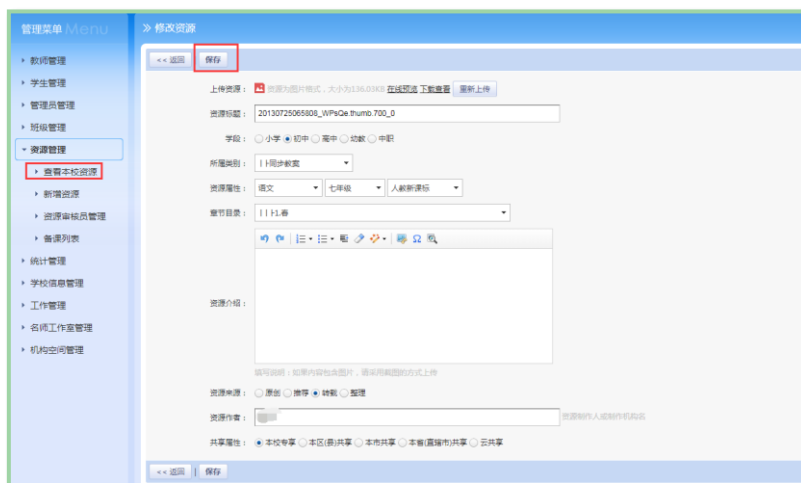 管理菜单 Menu
» 修改资源
教师管理
学生管理
管理员管理
班级管理
资源管理
查看本校资源
新增资源
资源审核员管理
备课列表
统计管理
学校信息管理
工作管理
名师工作室管理
机构空间管理
<< 返回 保存
上传资源： 资源为图片格式，大小为136.03KB 在线预览 下载查看 重新上传
资源标题： 20130725065808_WPsQe.thumb.700_0
学段： 小学 初中 高中 幼教 中职
所属类别： 丨├同步教案
资源属性： 语文 七年级 人教新课标
章节目录： 丨丨├1.春
资源介绍：
填写说明：如果内容包含图片，请采用截图的方式上传
资源来源： 原创 推荐 转载 整理
资源作者： 资源制作人或制作机构名
共享属性： 本校专享 本区(县)共享 本市共享 本省(直辖市)共享 云共享
<< 返回 | 保存